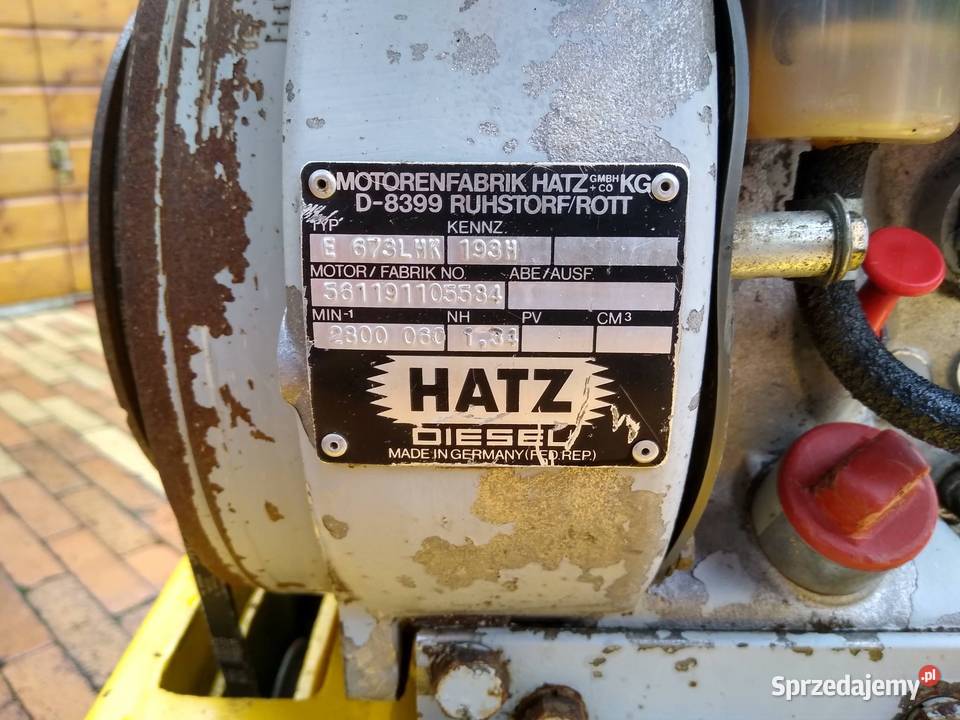 MOTORENFABRIK HATZ GMBH + CO KG
D-8399 RUHSTORF/ROTT
TYP KENNZ.
E 673LHK 193H
MOTOR/FABRIK NO. ABE/AUSF.
561191105584
MIN-¹ NH PV CM³
2300 060 1,34
HATZ
DIESEL
MADE IN GERMANY (FED.REP.)
Sprzedajemy.pl